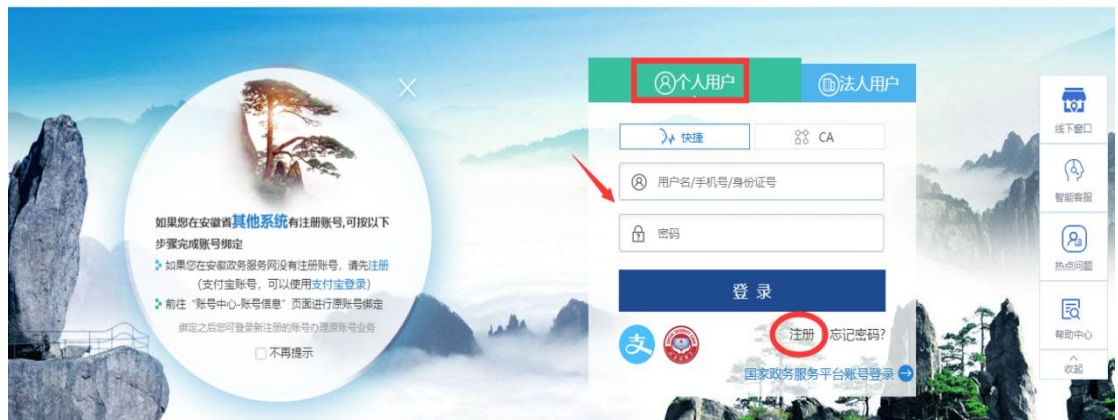 如果您在安徽省其他系统有注册账号,可按以下
步骤完成账号绑定
如果您在安徽政务服务网没有注册账号，请先注册
（支付宝账号，可以使用支付宝登录）
前往“账号中心-账号信息”页面进行原账号绑定
绑定之后您可登录新注册的账号办理原账号业务
不再提示
个人用户
法人用户
快捷
CA
用户名/手机号/身份证号
密码
登录
支
注册
忘记密码?
国家政务服务平台账号登录
线下窗口
智能客服
热点问题
帮助中心
收起